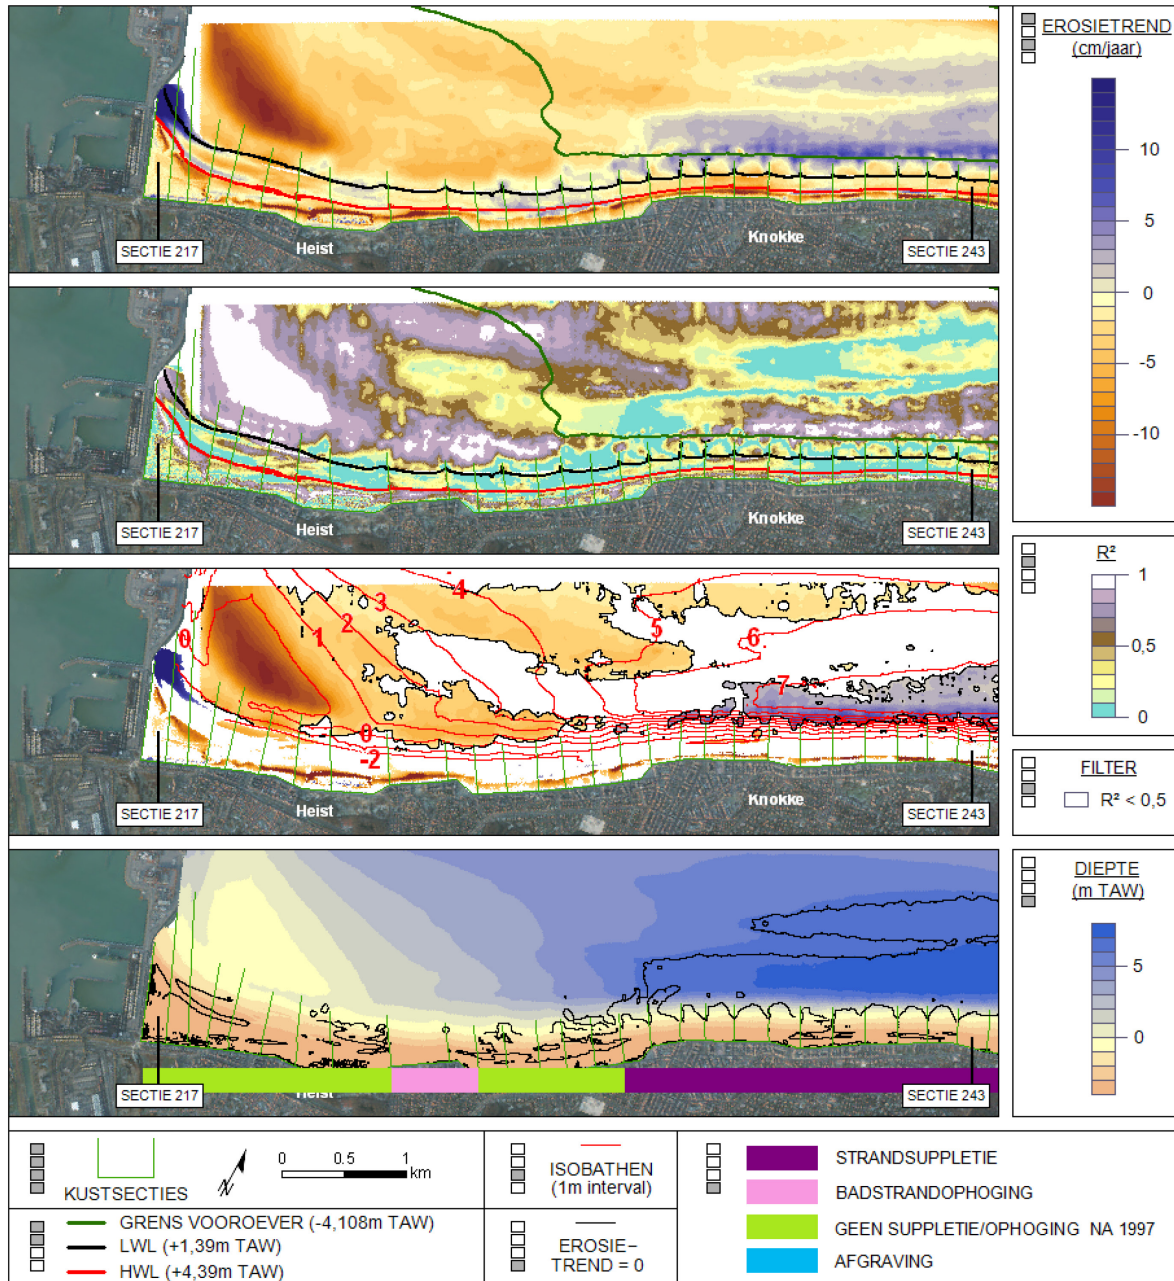 SECTIE 217
Heist
Knokke
SECTIE 243
EROSIETREND
(cm/jaar)
10
5
0
-5
-10
SECTIE 217
Heist
Knokke
SECTIE 243
R²
1
0,5
0
0
1
2
3
4
5
6
7
0
-2
SECTIE 217
Heist
Knokke
SECTIE 243
FILTER
R² < 0,5
DIEPTE
(m TAW)
5
0
SECTIE 217
Heist
SECTIE 243
KUSTSECTIES
N
0 0.5 1
km
ISOBATHEN
(1m interval)
GRENS VOOROEVER (-4,108m TAW)
LWL (+1,39m TAW)
HWL (+4,39m TAW)
EROSIE-
TREND = 0
STRANDSUPPLETIE
BADSTRANDOPHOGING
GEEN SUPPLETIE/OPHOGING NA 1997
AFGRAVING